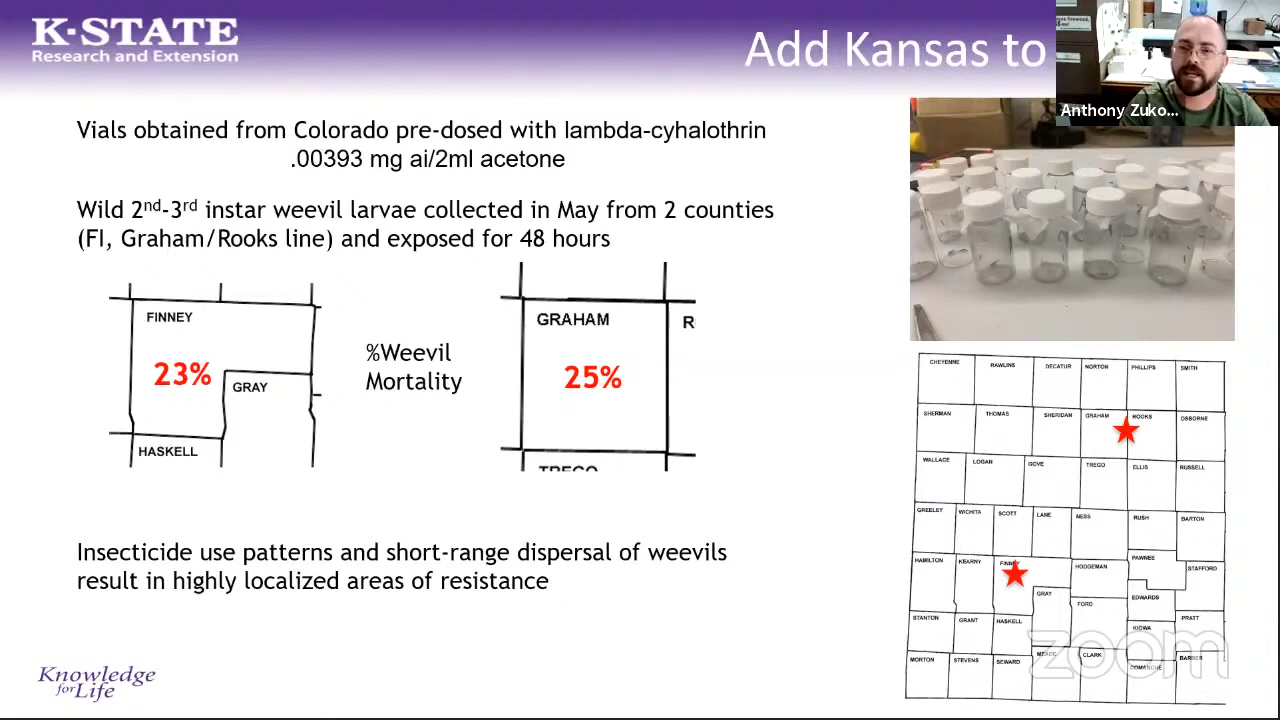 K-STATE
Research and Extension
Add Kansas to
Anthony Zuko...
Vials obtained from Colorado pre-dosed with lambda-cyhalothrin
.00393 mg ai/2ml acetone
Wild 2nd-3rd instar weevil larvae collected in May from 2 counties
(FI, Graham/Rooks line) and exposed for 48 hours
FINNEY
23%
GRAY
HASKELL
%Weevil
Mortality
GRAHAM
R
25%
TREGO
Insecticide use patterns and short-range dispersal of weevils
result in highly localized areas of resistance
Knowledge
for Life
CHEYENNE RAWLINS DECATUR NORTON PHILLIPS SMITH
SHERMAN THOMAS SHERIDAN GRAHAM ROOKS OSBORNE
WALLACE LOGAN GOVE TREGO ELLIS RUSSELL
GREELEY WICHITA SCOTT LANE NESS RUSH BARTON
HAMILTON KEARNY FINNEY HODGEMAN PAWNEE STAFFORD
GRAY FORD EDWARDS
STANTON GRANT HASKELL KIOWA PRATT
MORTON STEVENS SEWARD MEADE CLARK COMANCHE BARBER
zoom